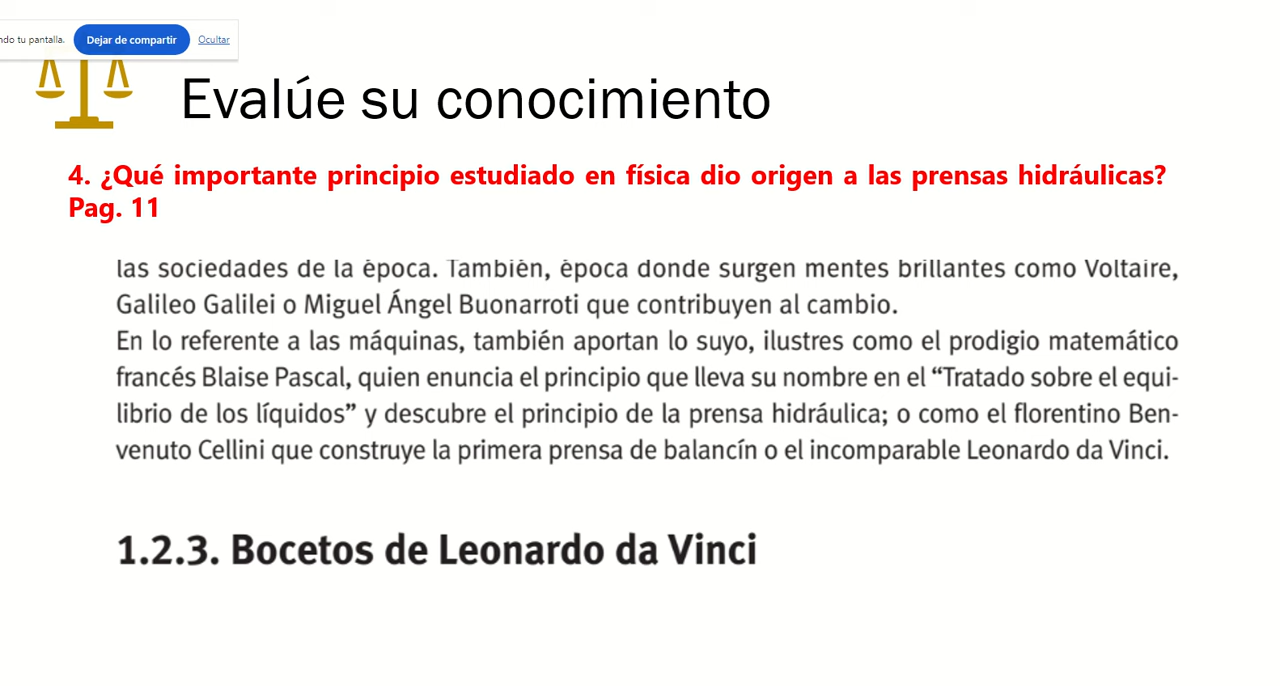 ndo tu pantalla. Dejar de compartir Ocultar
Evalúe su conocimiento
4. ¿Qué importante principio estudiado en física dio origen a las prensas hidráulicas?
Pag. 11
las sociedades de la época. También, época donde surgen mentes brillantes como Voltaire,
Galileo Galilei o Miguel Ángel Buonarroti que contribuyen al cambio.
En lo referente a las máquinas, también aportan lo suyo, ilustres como el prodigio matemático
francés Blaise Pascal, quien enuncia el principio que lleva su nombre en el “Tratado sobre el equi-
librio de los líquidos” y descubre el principio de la prensa hidráulica; o como el florentino Ben-
venuto Cellini que construye la primera prensa de balancín o el incomparable Leonardo da Vinci.
1.2.3. Bocetos de Leonardo da Vinci